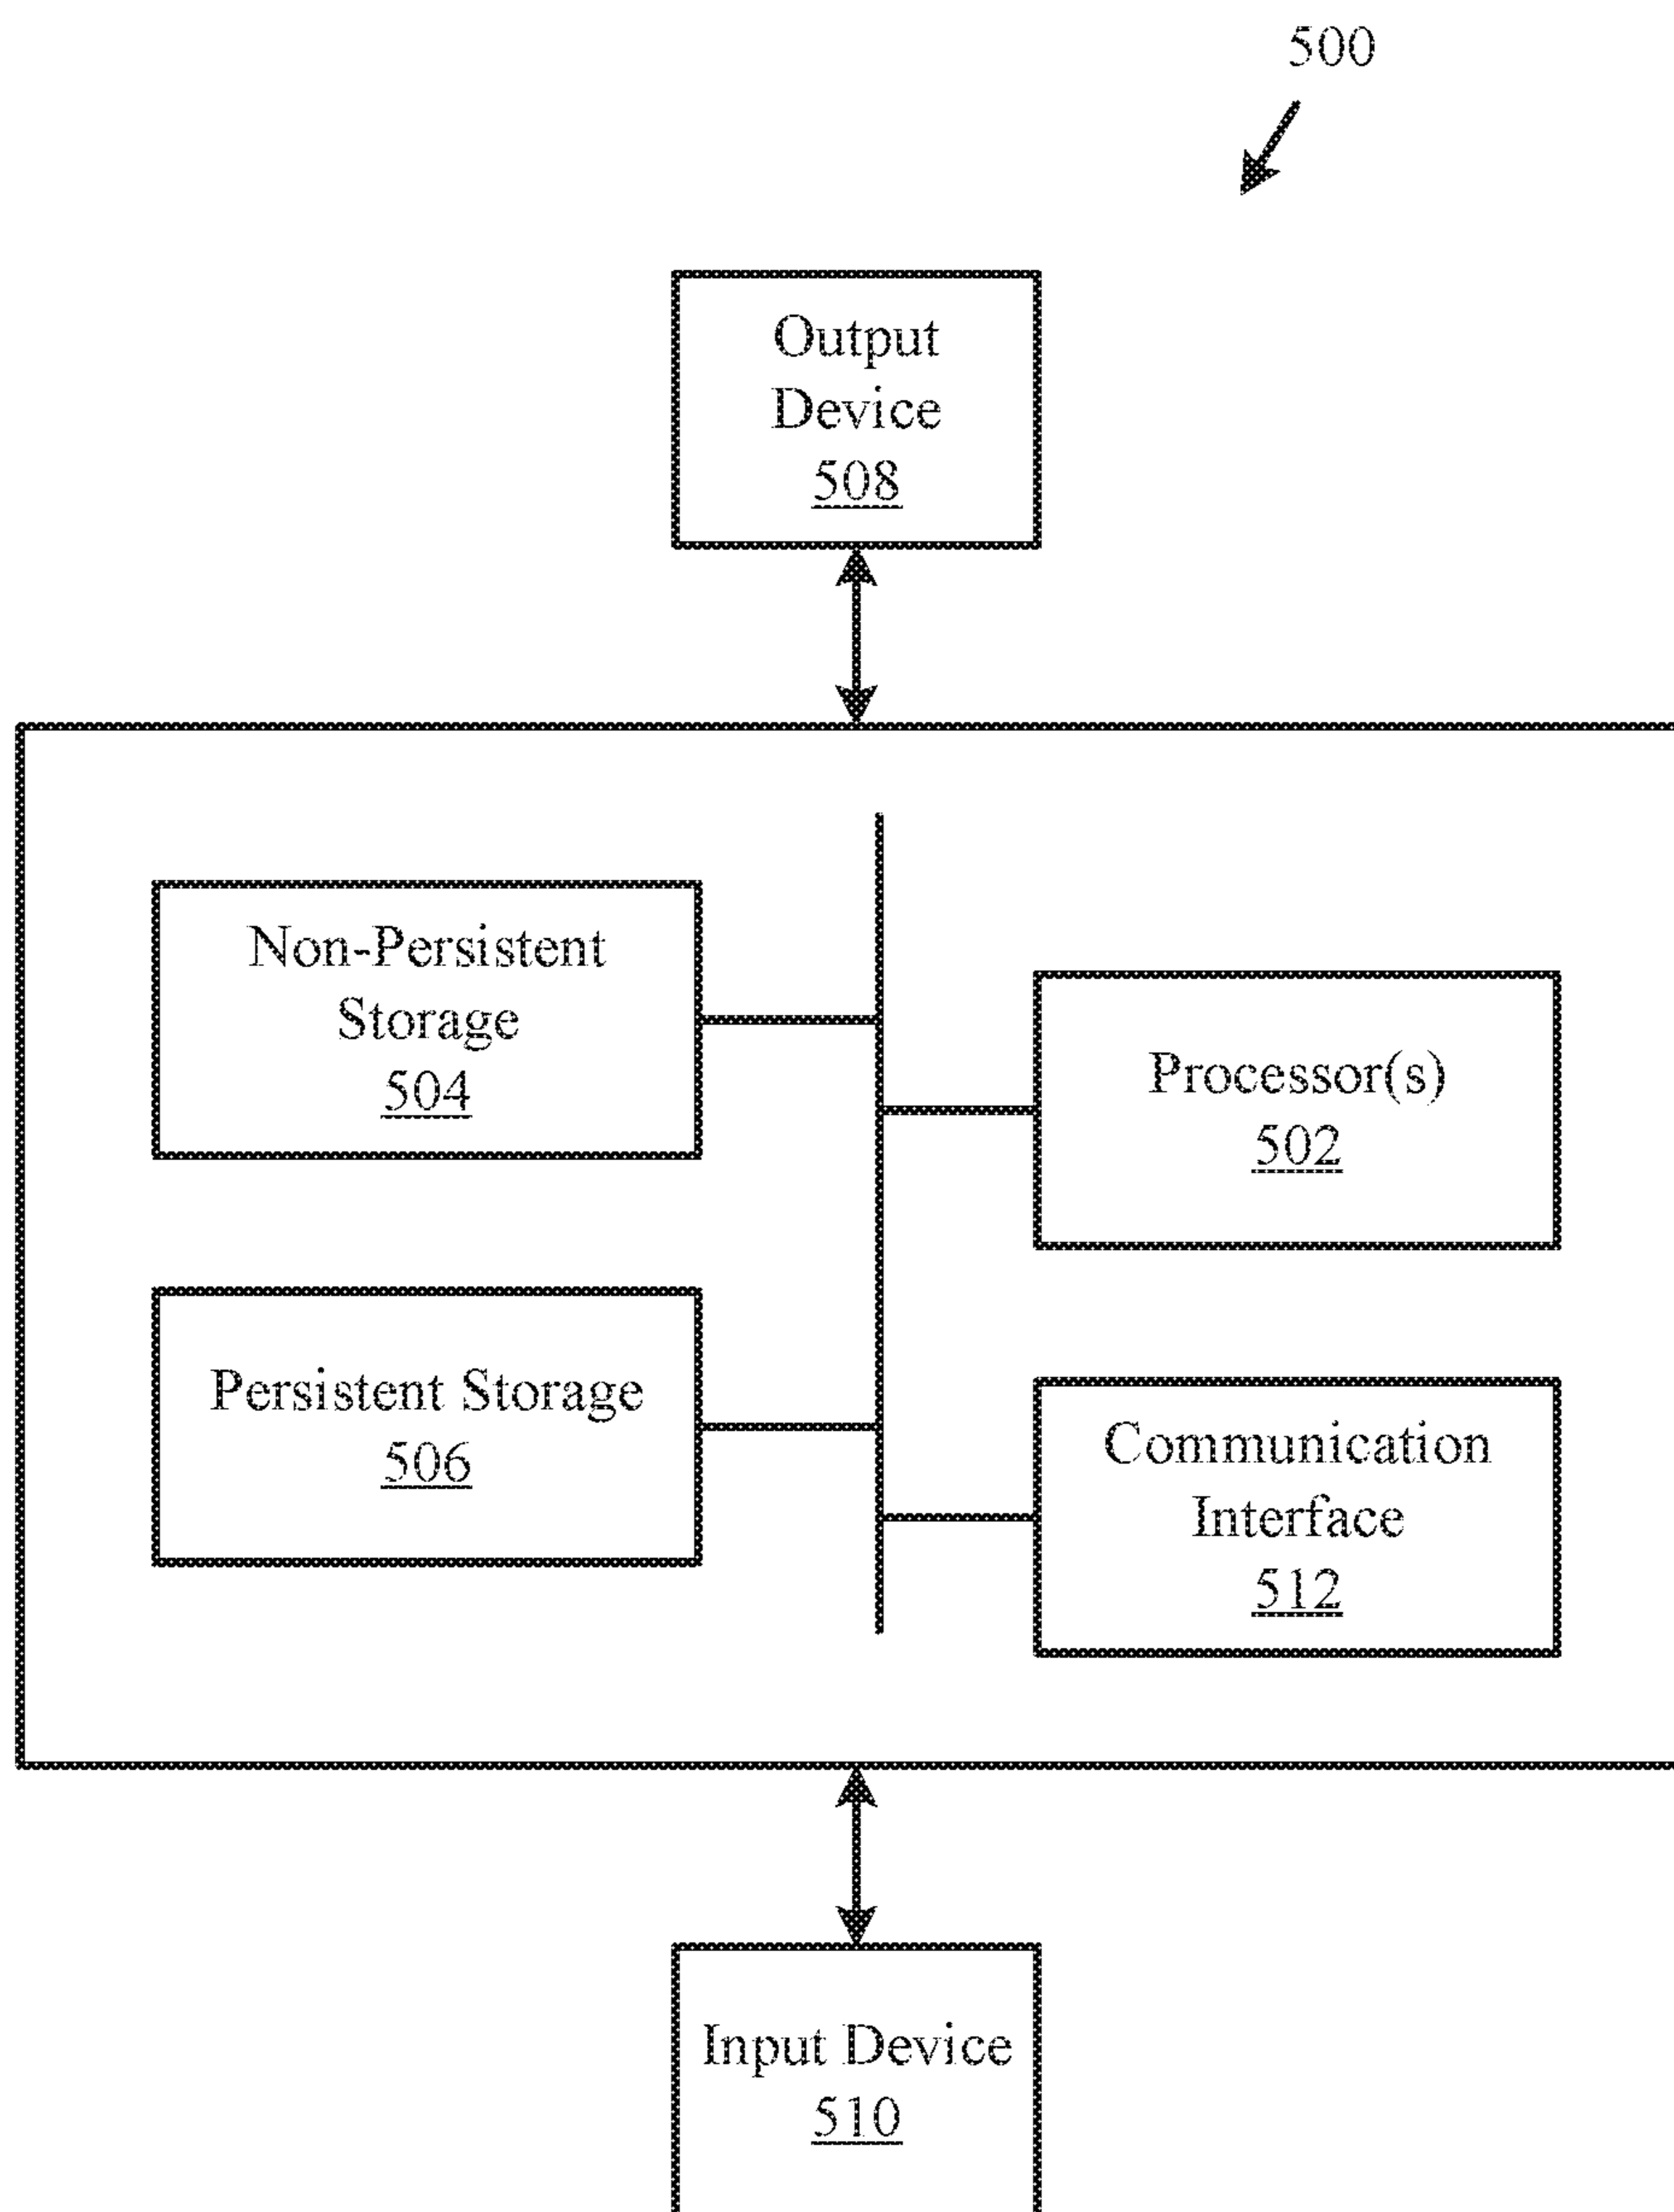 500
Output
Device
508
Non-Persistent
Storage
504
Processor(s)
502
Persistent Storage
506
Communication
Interface
512
Input Device
510